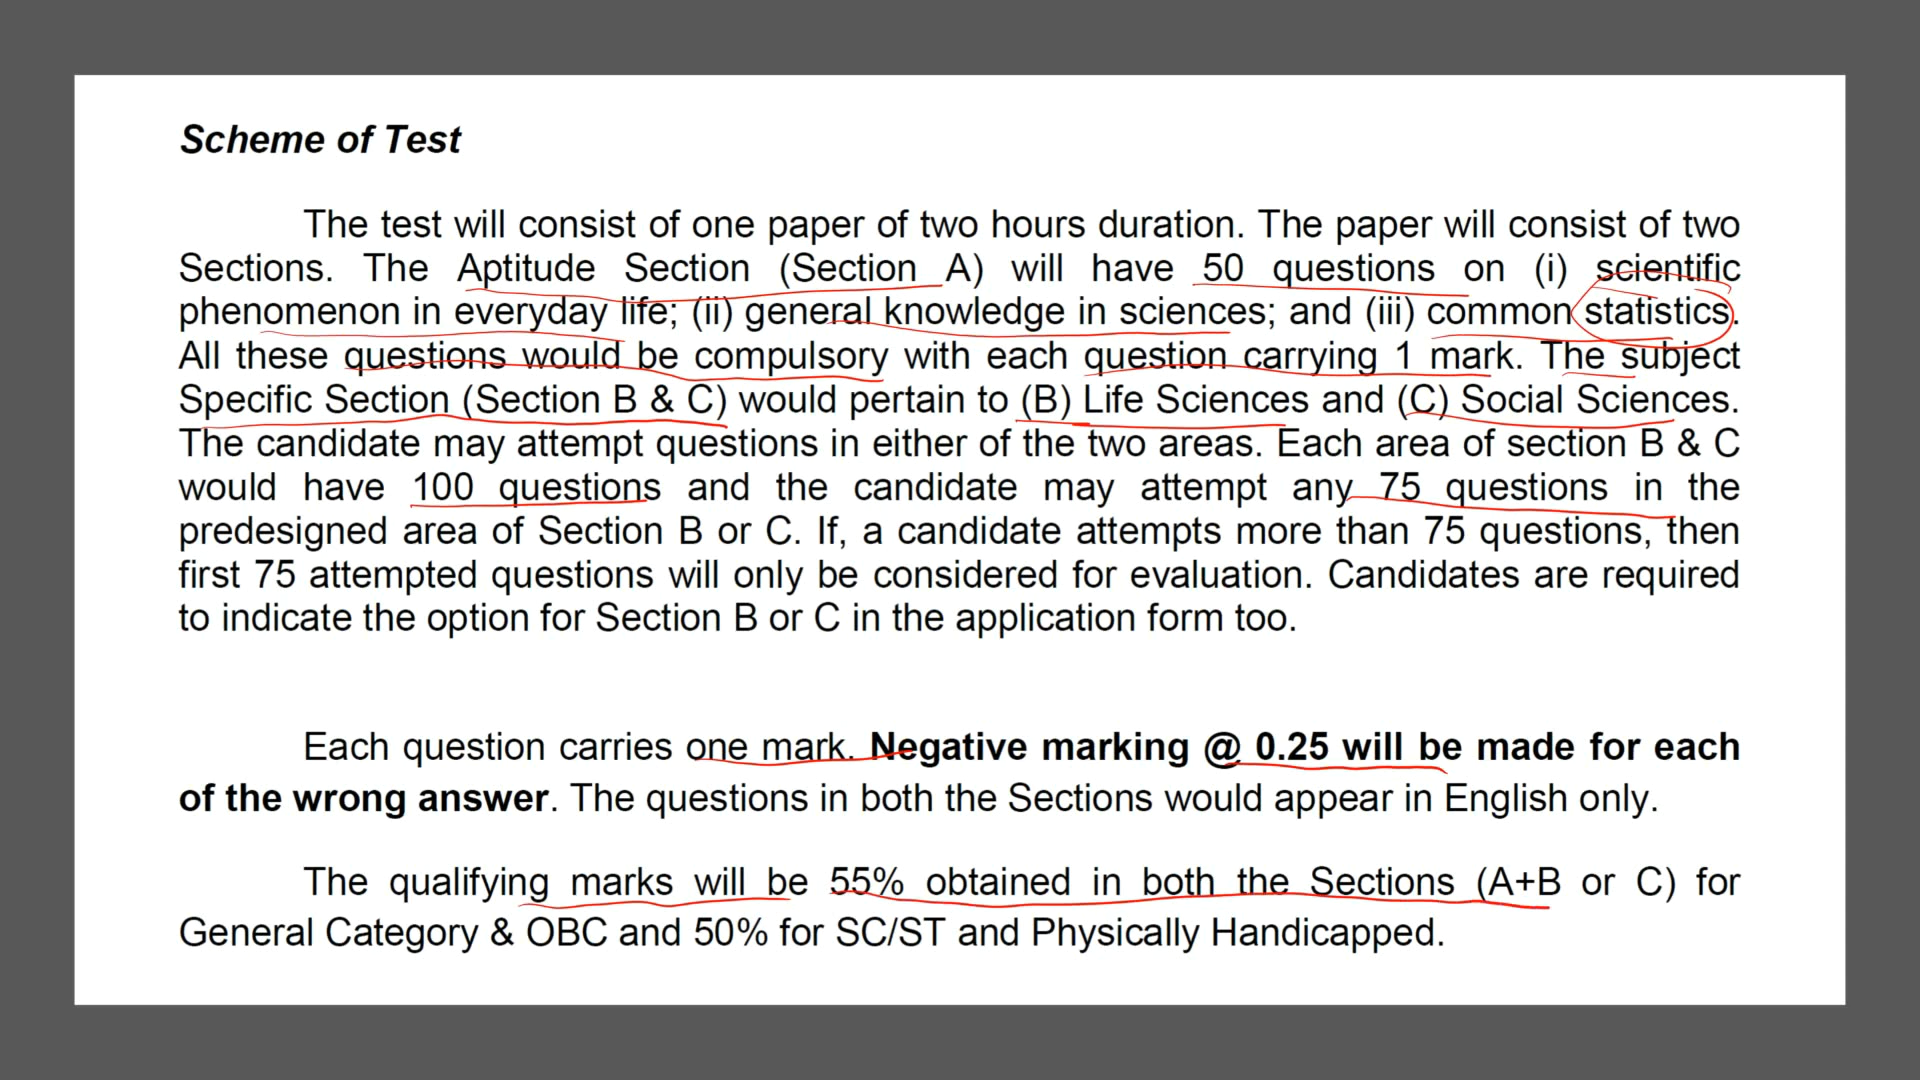 Scheme of Test
The test will consist of one paper of two hours duration. The paper will consist of two
Sections. The Aptitude Section (Section A) will have 50 questions on (i) scientific
phenomenon in everyday life; (ii) general knowledge in sciences; and (iii) common statistics.
All these questions would be compulsory with each question carrying 1 mark. The subject
Specific Section (Section B & C) would pertain to (B) Life Sciences and (C) Social Sciences.
The candidate may attempt questions in either of the two areas. Each area of section B & C
would have 100 questions and the candidate may attempt any 75 questions in the
predesigned area of Section B or C. If, a candidate attempts more than 75 questions, then
first 75 attempted questions will only be considered for evaluation. Candidates are required
to indicate the option for Section B or C in the application form too.
Each question carries one mark. Negative marking @ 0.25 will be made for each
of the wrong answer. The questions in both the Sections would appear in English only.
The qualifying marks will be 55% obtained in both the Sections (A+B or C) for
General Category & OBC and 50% for SC/ST and Physically Handicapped.